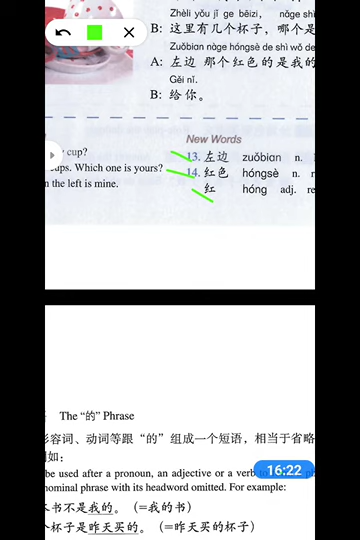 Zhèli yǒu jǐ ge bēizi, nǎge shì
B: 这里有几个杯子，哪个是
Zuǒbian nàge hóngsè de shì wǒ de
A: 左边 那个红色的是我的
Gěi nǐ.
B: 给你。
cup?
cups. Which one is yours?
n the left is mine.
New Words
13. 左边 zuǒbian n.
14. 红色 hóngsè n.
红 hóng adj. re
The “的” Phrase
形容词、动词等跟“的”组成一个短语，相当于省略
例如：
be used after a pronoun, an adjective or a verb to
nominal phrase with its headword omitted. For example:
书不是我的。（=我的书）
个杯子是昨天买的。（=昨天买的杯子）
16:22